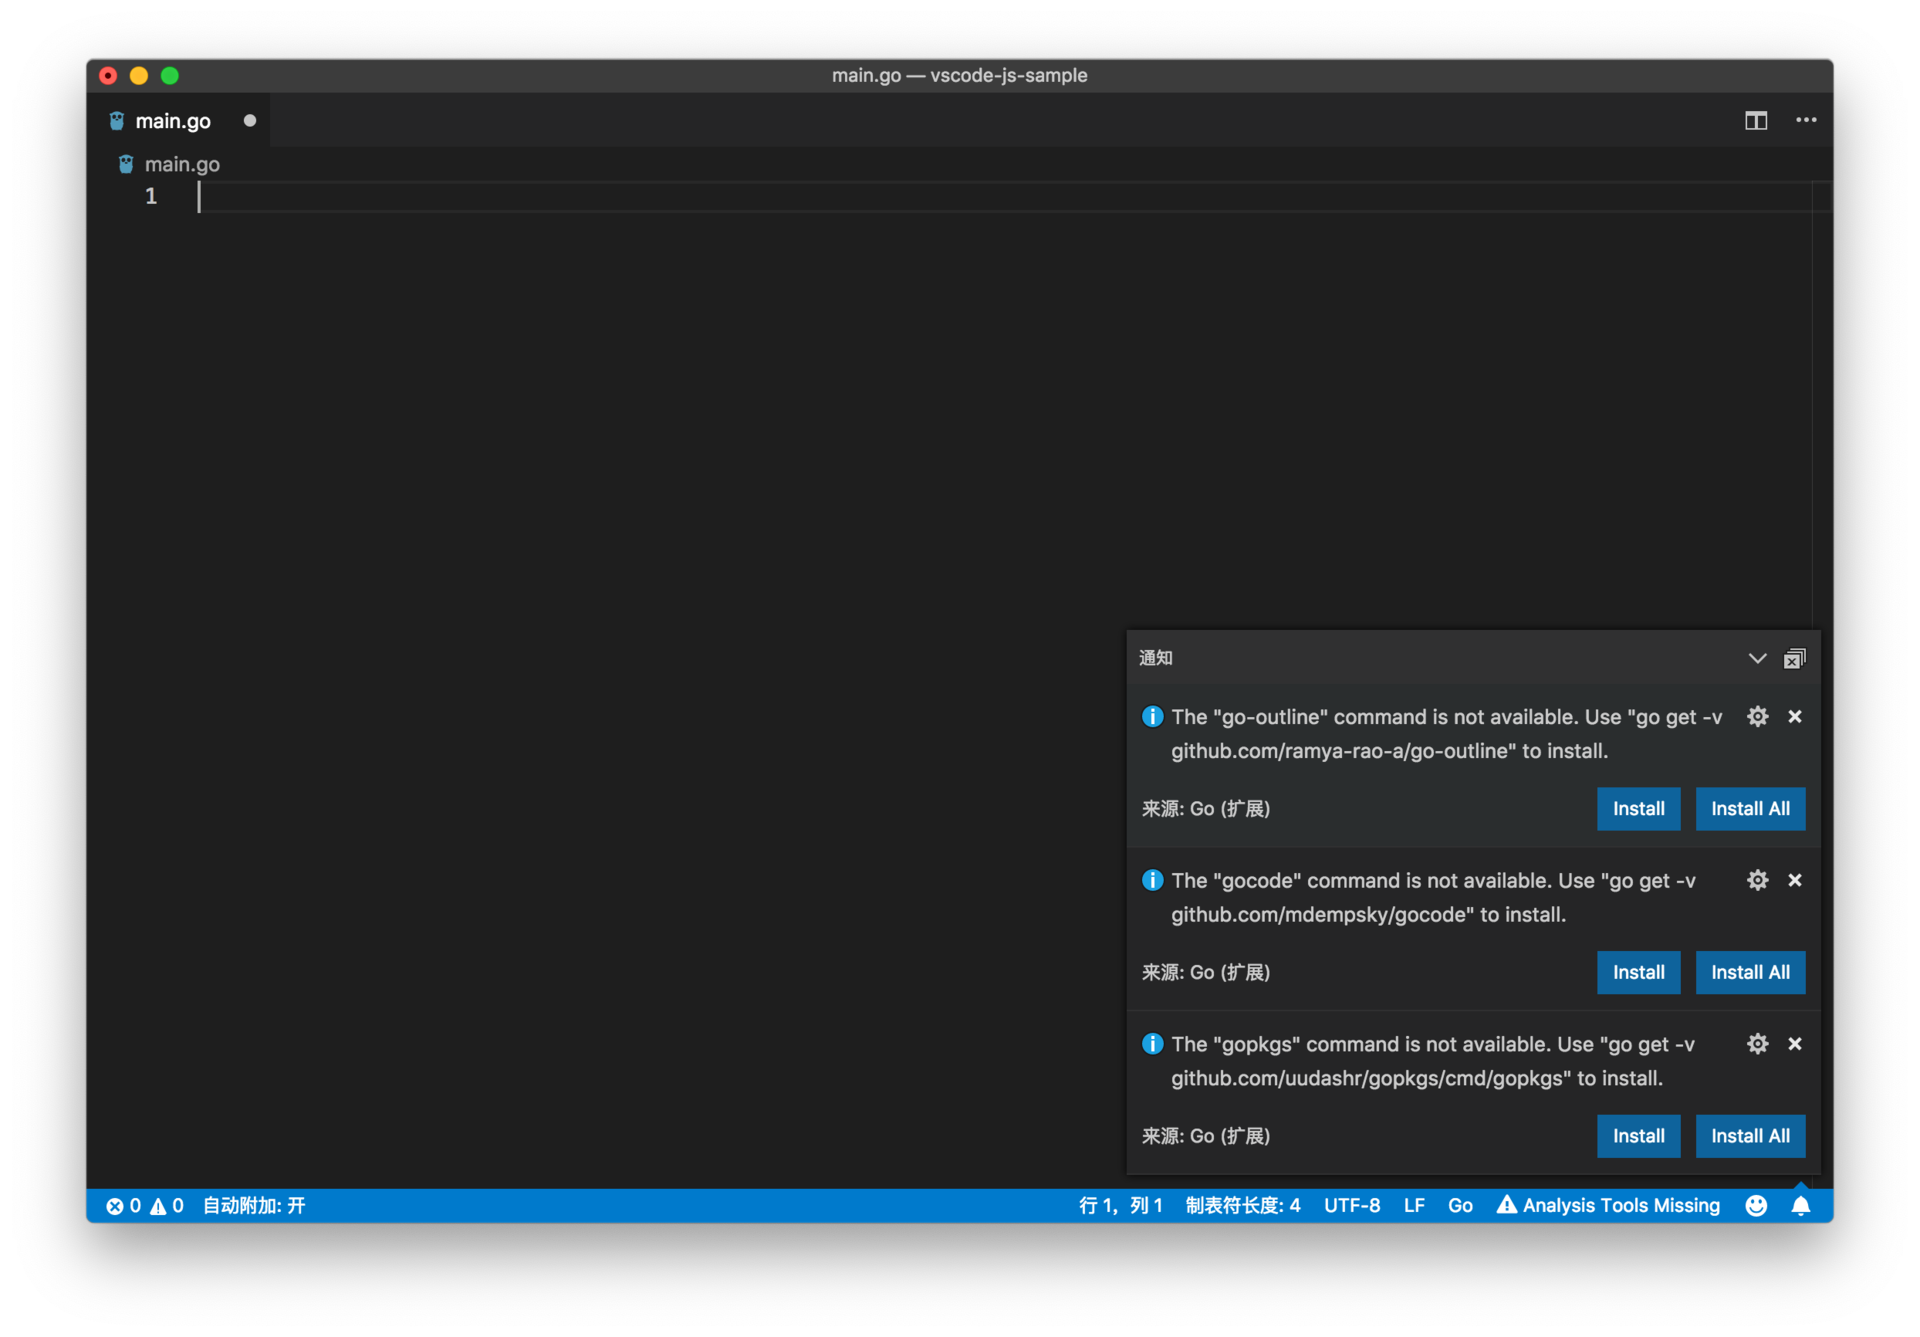 main.go — vscode-js-sample
main.go
main.go
1
通知
The "go-outline" command is not available. Use "go get -v
github.com/ramya-rao-a/go-outline" to install.
来源: Go (扩展)
Install
Install All
The "gocode" command is not available. Use "go get -v
github.com/mdempsky/gocode" to install.
来源: Go (扩展)
Install
Install All
The "gopkgs" command is not available. Use "go get -v
github.com/uudashr/gopkgs/cmd/gopkgs" to install.
来源: Go (扩展)
Install
Install All
0 0 自动附加: 开 行 1，列 1 制表符长度: 4 UTF-8 LF Go Analysis Tools Missing